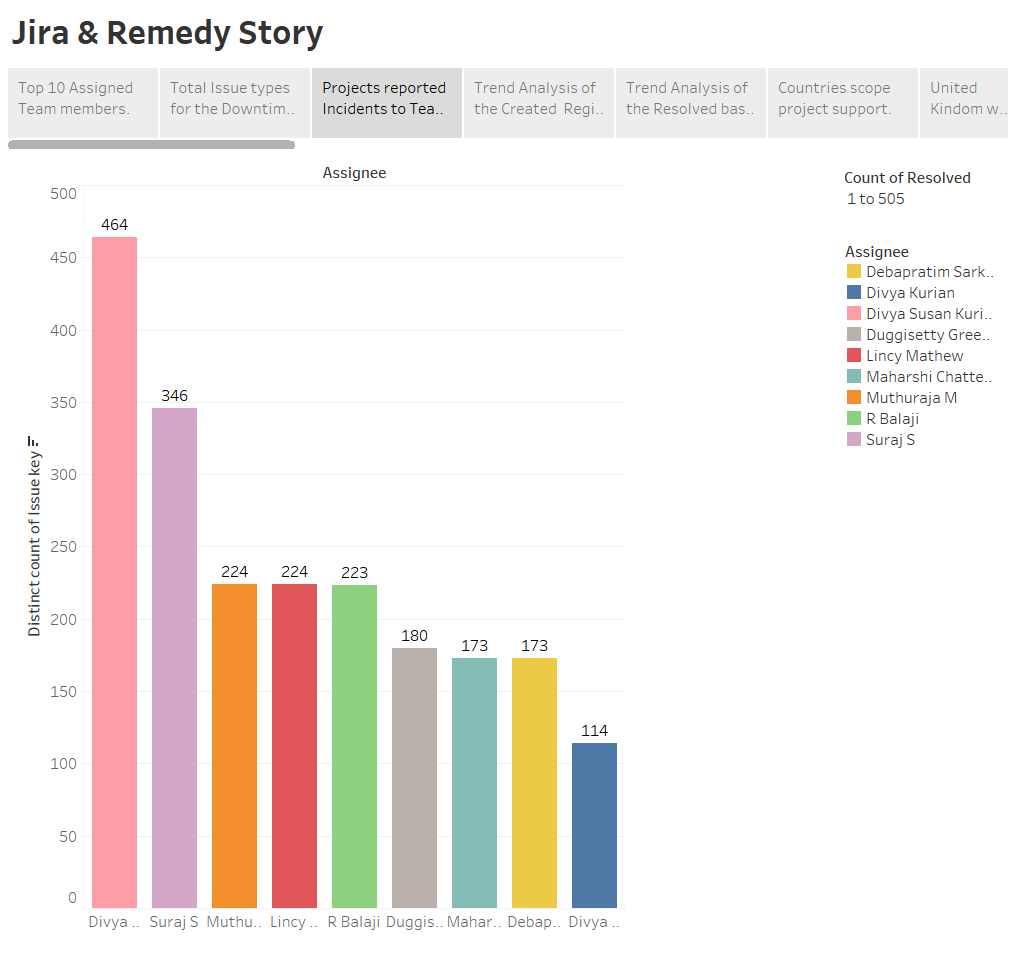 Jira & Remedy Story
Top 10 Assigned
Team members.
Total Issue types
for the Downtim..
Projects reported
Incidents to Tea..
Trend Analysis of
the Created Regi..
Trend Analysis of
the Resolved bas..
Countries scope
project support.
United
Kindom w..
Assignee
Distinct count of Issue key
500
450
400
350
300
250
200
150
100
50
0
464
346
224
224
223
180
173
173
114
Divya ..
Suraj S
Muthu..
Lincy ..
R Balaji
Duggis..
Mahar..
Debap..
Divya ..
Count of Resolved
1 to 505
Assignee
Debapratim Sark..
Divya Kurian
Divya Susan Kuri..
Duggisetty Gree..
Lincy Mathew
Maharshi Chatte..
Muthuraja M
R Balaji
Suraj S